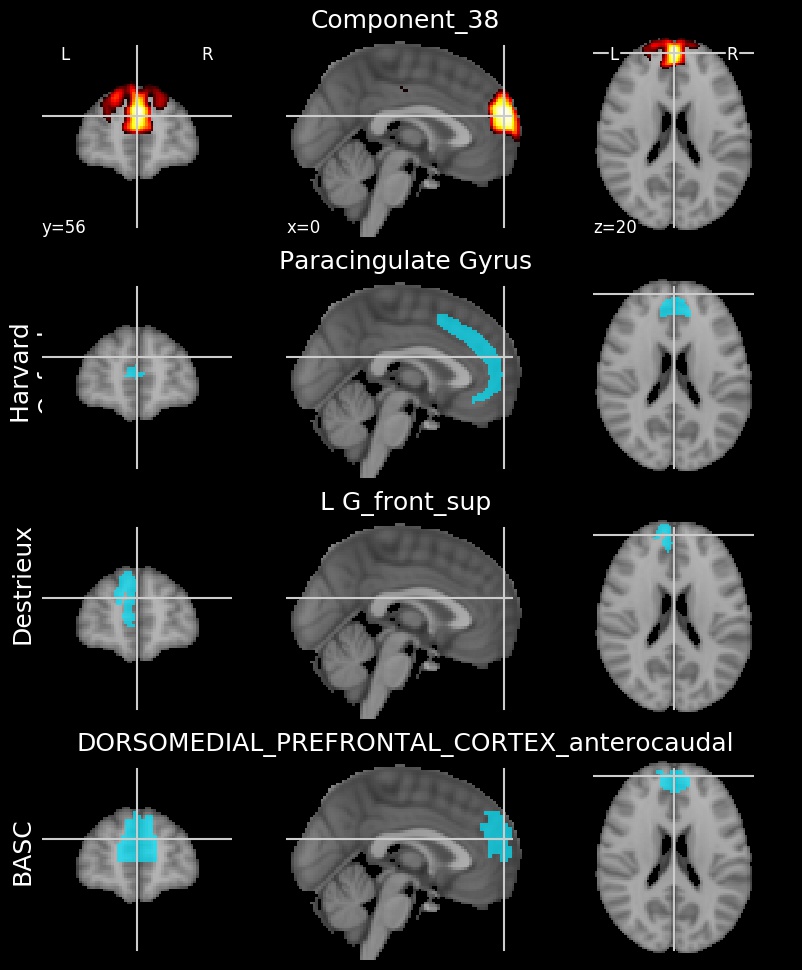 Component_38
L R L R
y=56 x=0 z=20
Paracingulate Gyrus
Harvard
L G_front_sup
Destrieux
DORSOMEDIAL_PREFRONTAL_CORTEX_anterocaudal
BASC